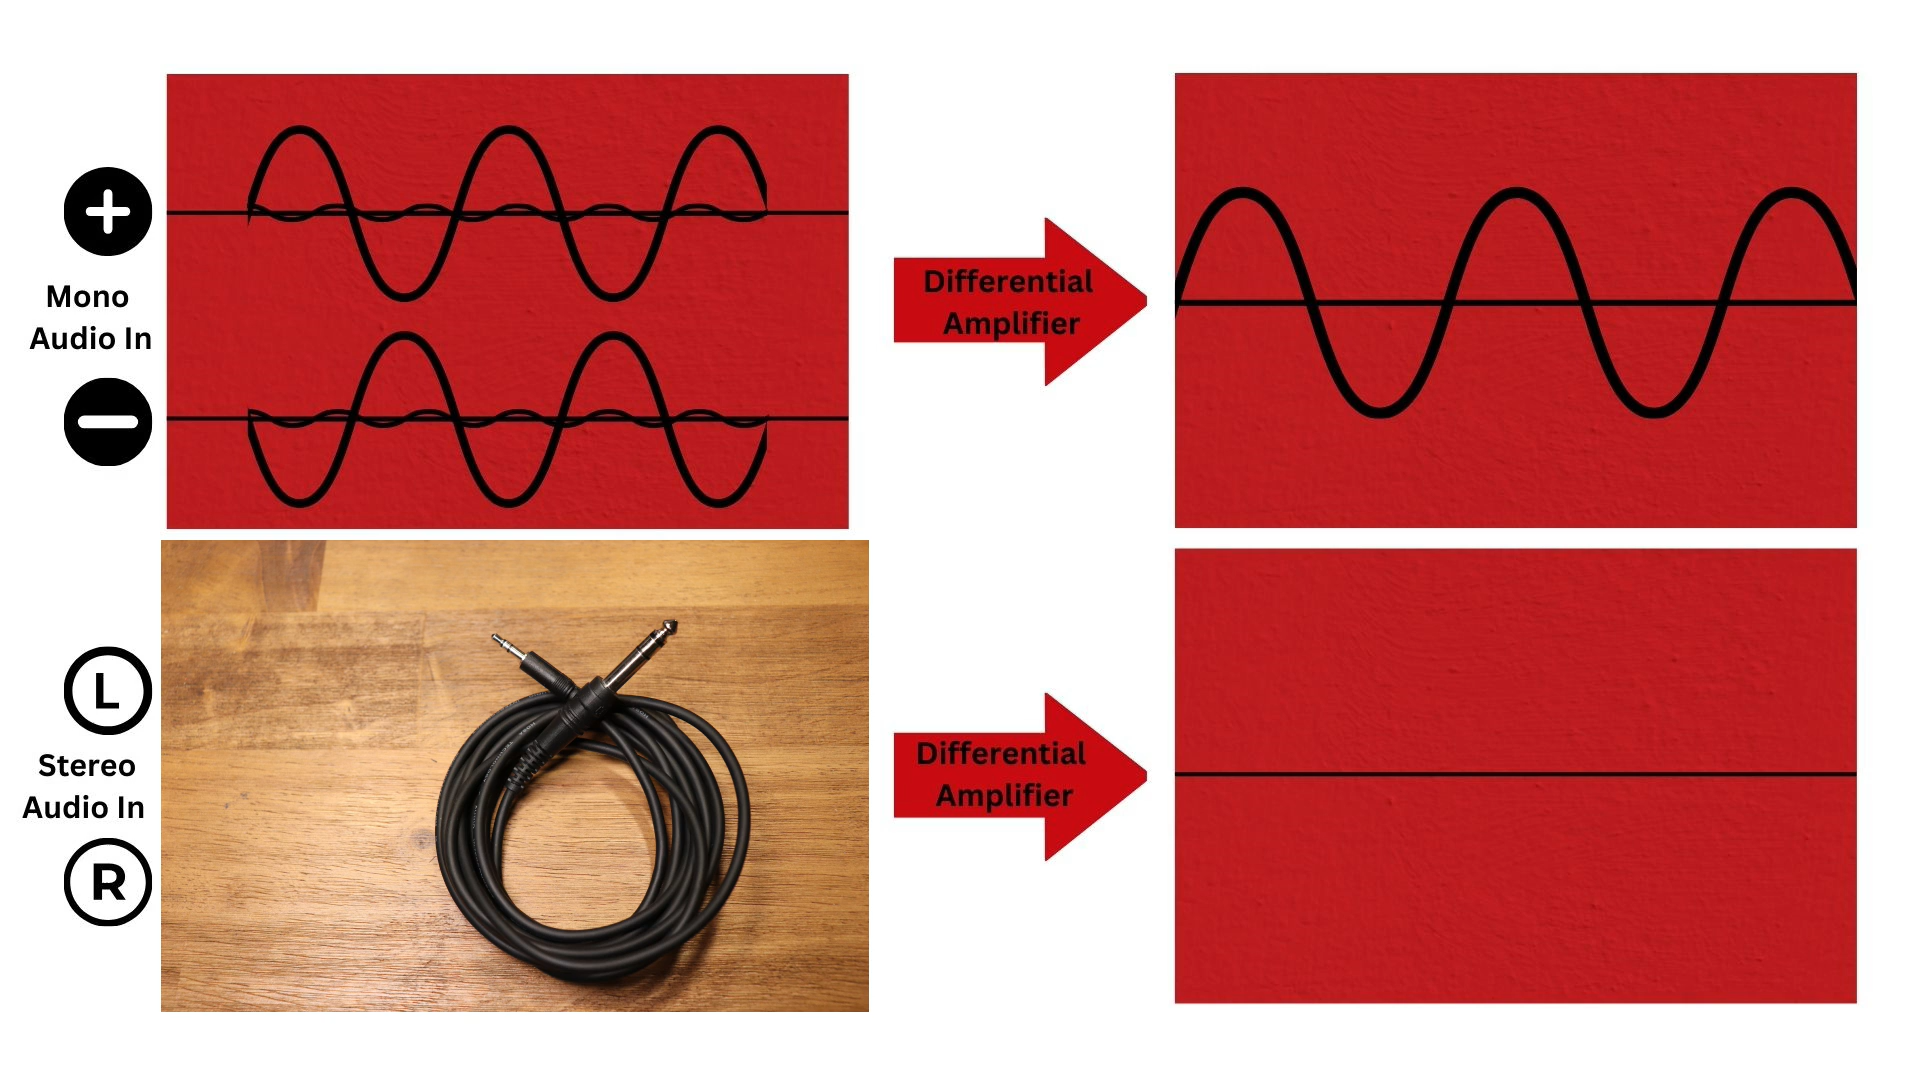 +
Mono
Audio In
−
Differential
Amplifier
L
Stereo
Audio In
R
Differential
Amplifier